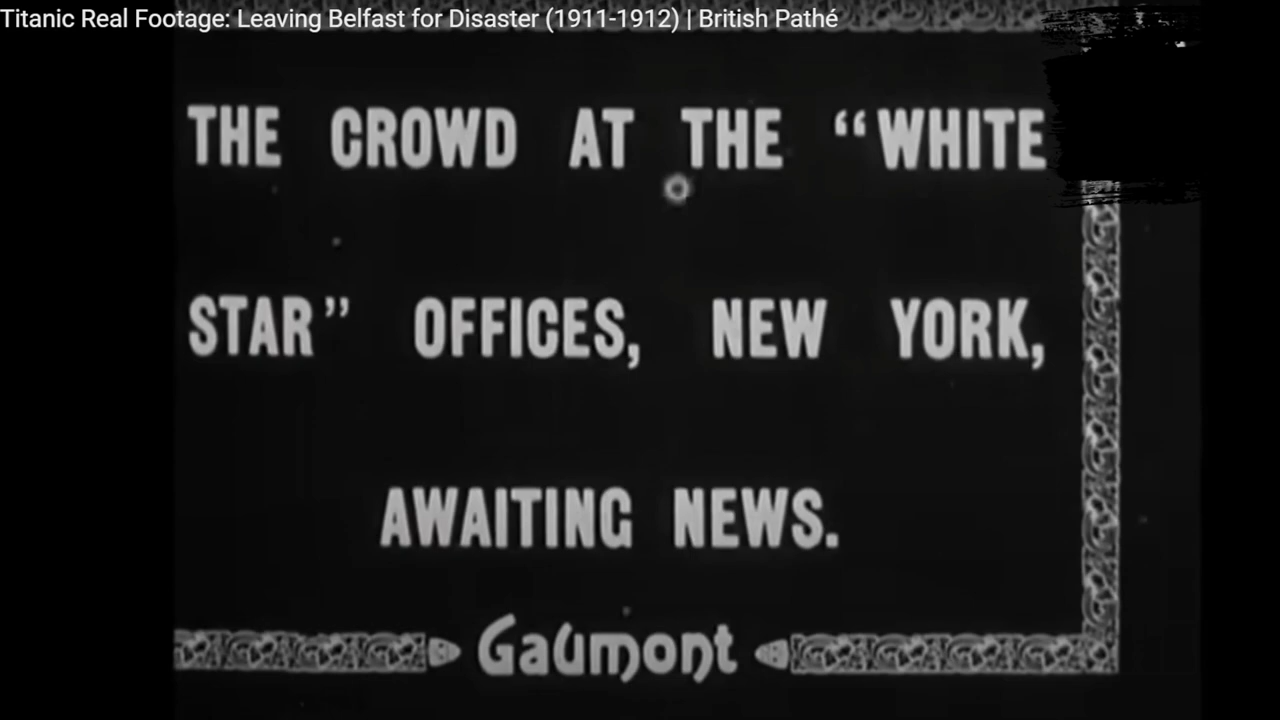 Titanic Real Footage: Leaving Belfast for Disaster (1911-1912) | British Pathé
THE CROWD AT THE “WHITE
STAR” OFFICES, NEW YORK,
AWAITING NEWS.
Gaumont